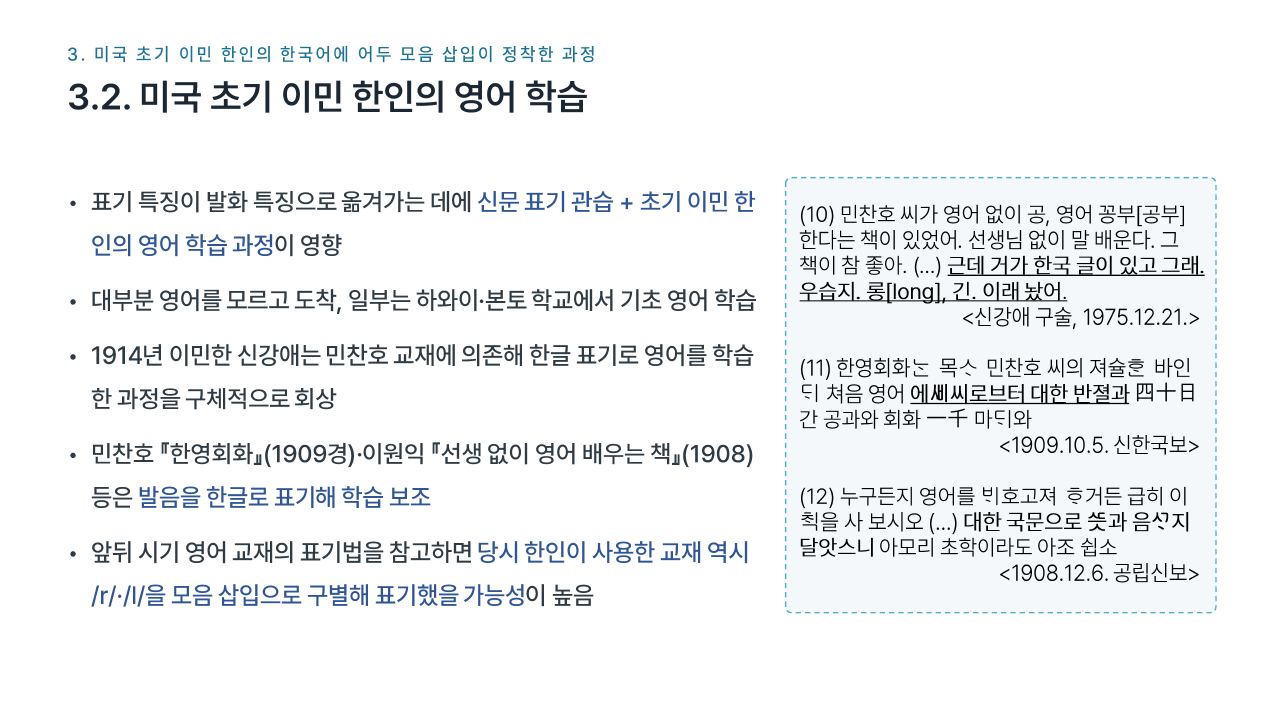 3. 미국 초기 이민 한인의 한국어에 어두 모음 삽입이 정착한 과정
3.2. 미국 초기 이민 한인의 영어 학습
• 표기 특징이 발화 특징으로 옮겨가는 데에 신문 표기 관습 + 초기 이민 한
인의 영어 학습 과정이 영향
• 대부분 영어를 모르고 도착, 일부는 하와이·본토 학교에서 기초 영어 학습
• 1914년 이민한 신강애는 민찬호 교재에 의존해 한글 표기로 영어를 학습
한 과정을 구체적으로 회상
• 민찬호 『한영회화』(1909경)·이원익 『선생 없이 영어 배우는 책』(1908)
등은 발음을 한글로 표기해 학습 보조
• 앞뒤 시기 영어 교재의 표기법을 참고하면 당시 한인이 사용한 교재 역시
/r/·/l/을 모음 삽입으로 구별해 표기했을 가능성이 높음
(10) 민찬호 씨가 영어 없이 공, 영어 꽁부[공부]
한다는 책이 있었어. 선생님 없이 말 배운다. 그
책이 참 좋아. (...) 근데 거가 한국 글이 있고 그래.
우습지. 롱[long], 긴. 이래 놨어.
<신강애 구술, 1975.12.21.>
(11) 한영회화ᄂᆞᆫ 목ᄉᆞ 민찬호 씨의 져슐ᄒᆞᆫ 바인
ᄃᆡ 쳐음 영어 에삐씨로브터 대한 반졀과 四十日
간 공과와 회화 一千 마ᄃᆡ와
<1909.10.5. 신한국보>
(12) 누구든지 영어를 ᄇᆡ호고져 ᄒᆞ거든 급히 이
ᄎᆡᆨ을 사 보시오 (...) 대한 국문으로 ᄯᅳᆺ과 음ᄭᆞ지
달앗스니 아모리 초학이라도 아조 쉽소
<1908.12.6. 공립신보>